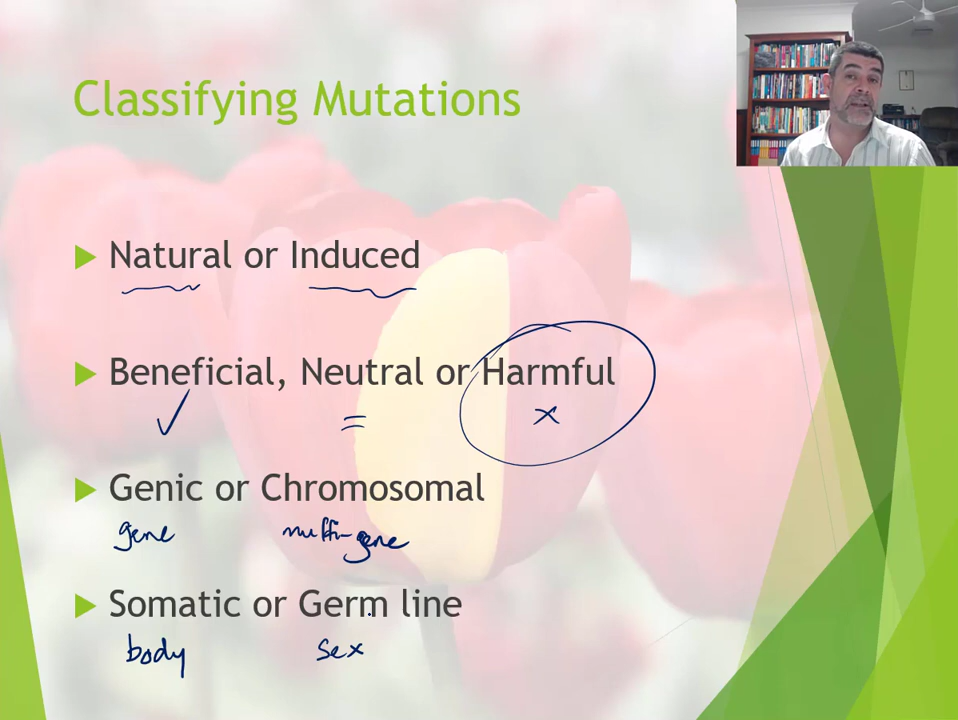 Classifying Mutations
Natural or Induced
Beneficial, Neutral or Harmful
✓ = x
Genic or Chromosomal
gene multi-gene
Somatic or Germ line
body sex